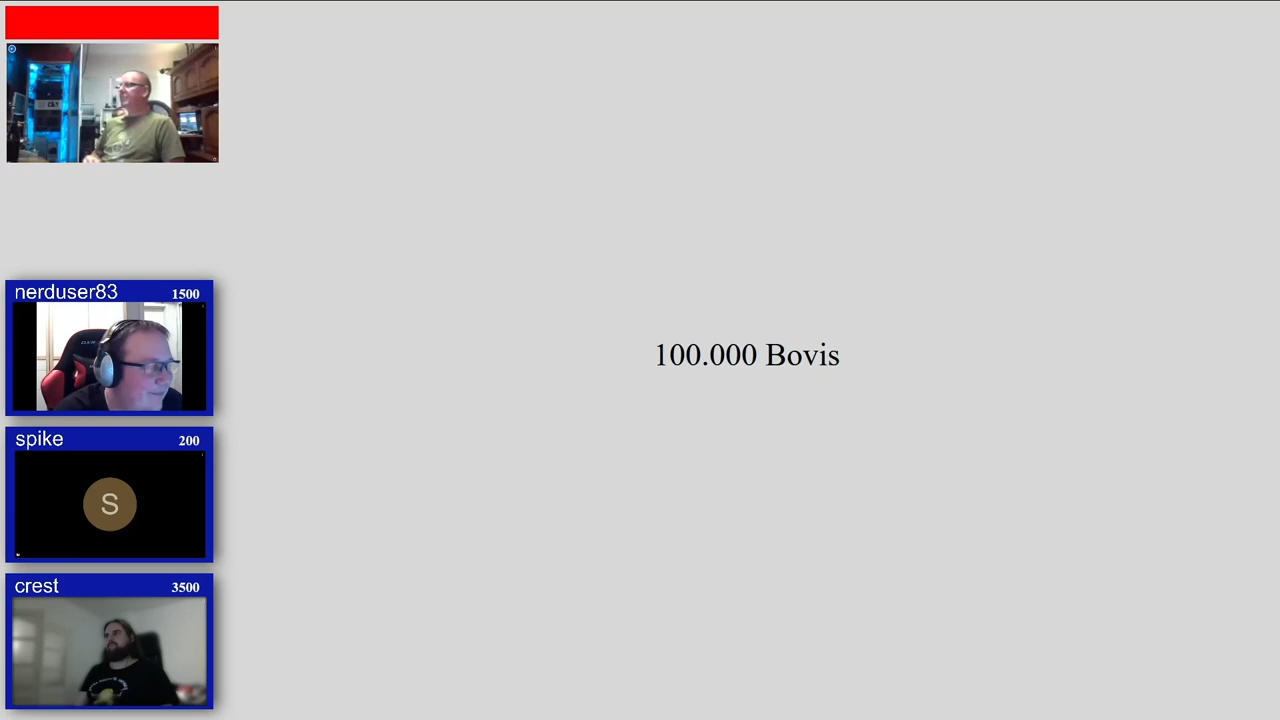 nerduser83 1500
100.000 Bovis
spike 200
S
crest 3500